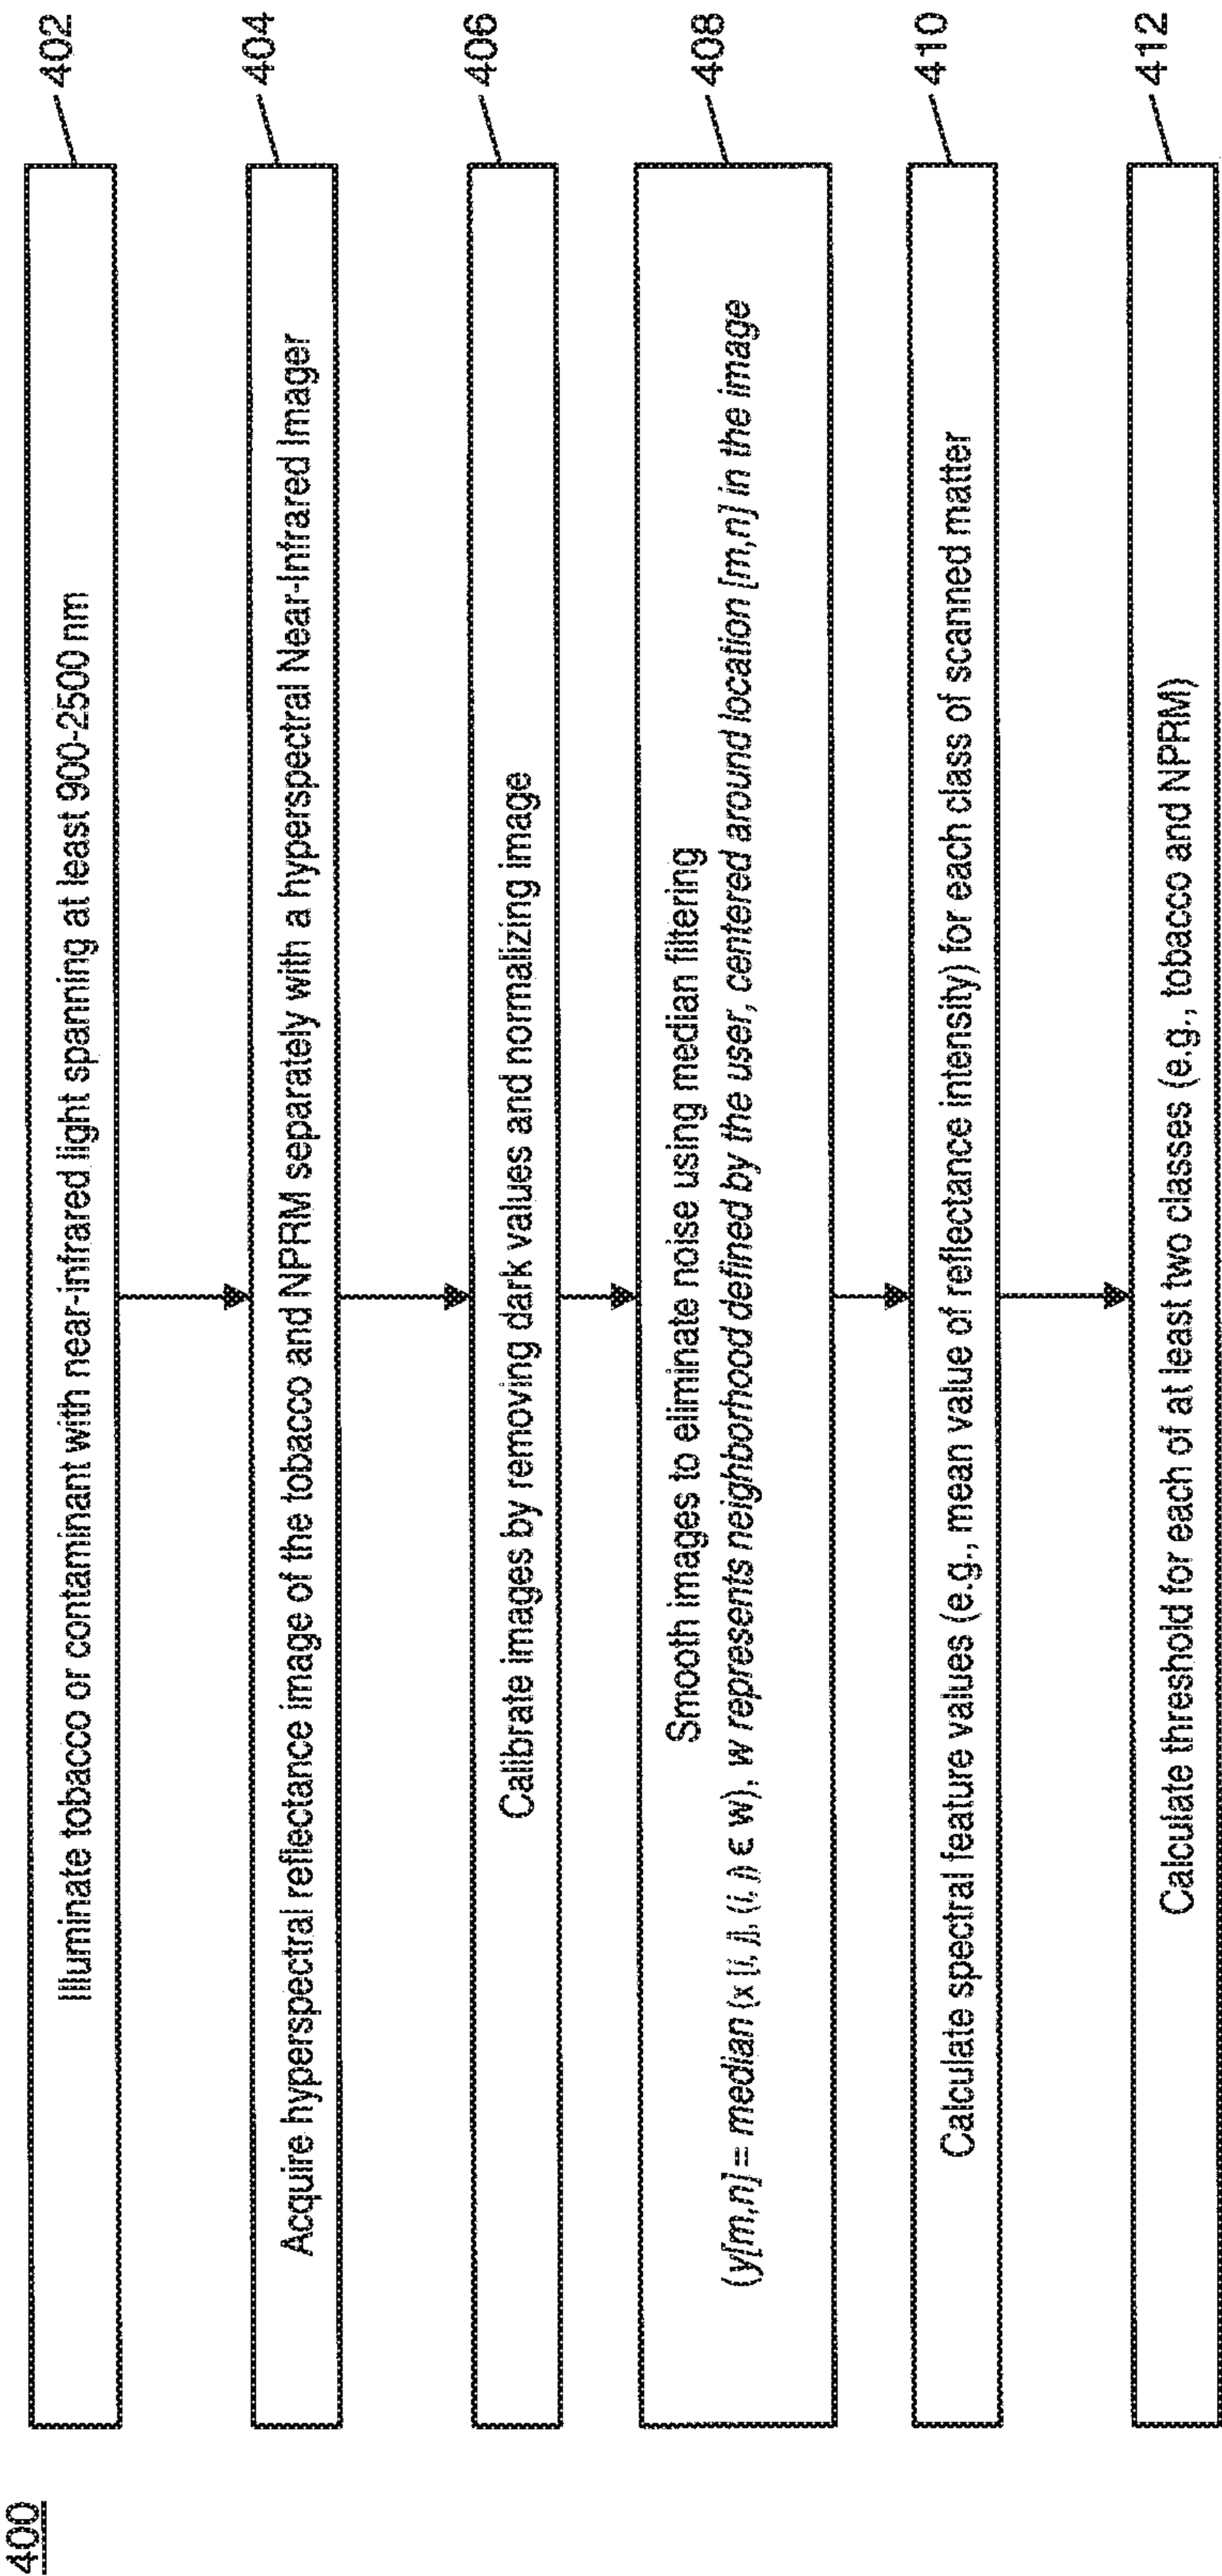 400
Illuminate tobacco or contaminant with near-infrared light spanning at least 900-2500 nm
402
Acquire hyperspectral reflectance image of the tobacco and NPRM separately with a hyperspectral Near-Infrared Imager
404
Calibrate images by removing dark values and normalizing image
406
Smooth images to eliminate noise using median filtering
(y[m,n] = median (x [i, j], (i, j) ϵ w), w represents neighborhood defined by the user, centered around location [m,n] in the image
408
Calculate spectral feature values (e.g., mean value of reflectance intensity) for each class of scanned matter
410
Calculate threshold for each of at least two classes (e.g., tobacco and NPRM)
412